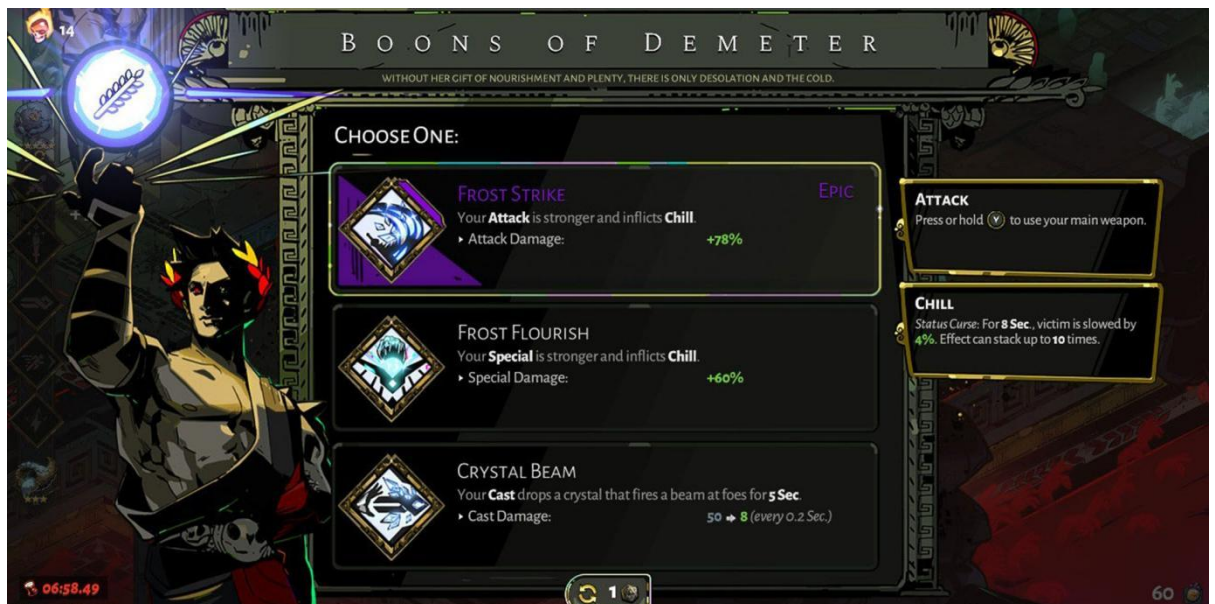 14
BOONS OF DEMETER
WITHOUT HER GIFT OF NOURISHMENT AND PLENTY, THERE IS ONLY DESOLATION AND THE COLD.
CHOOSE ONE:
FROST STRIKE
EPIC
Your Attack is stronger and inflicts Chill.
▸ Attack Damage: +78%
FROST FLOURISH
Your Special is stronger and inflicts Chill.
▸ Special Damage: +60%
CRYSTAL BEAM
Your Cast drops a crystal that fires a beam at foes for 5 Sec.
▸ Cast Damage: 50 ➡ 8 (every 0.2 Sec.)
ATTACK
Press or hold Y to use your main weapon.
CHILL
Status Curse: For 8 Sec., victim is slowed by
4%. Effect can stack up to 10 times.
06:58.49
1
60